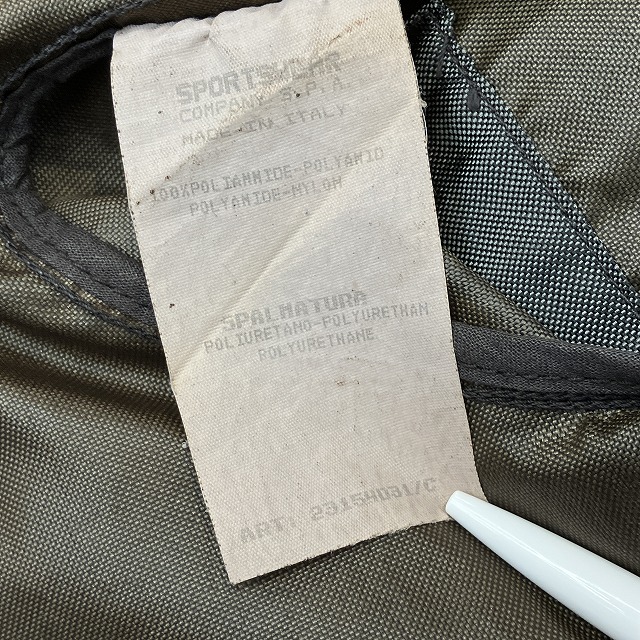 SPORTSWEAR
COMPANY S.P.A.
MADE IN ITALY
100%POLIAMMIDE-POLYAMID
POLYAMIDE-NYLON
SPALMATURA
POLIURETANO-POLYURETHAN
POLYURETHANE
ART: 23154031/C